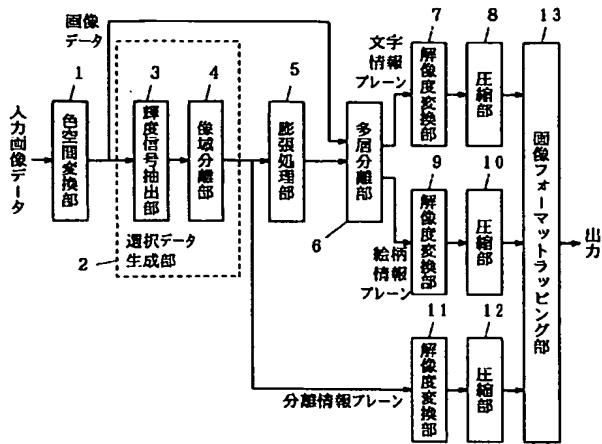 画像
データ
1
3
4
5
7
8
13
文字
情報
プレーン
入力画像データ
色空間変換部
輝度信号抽出部
像域分離部
膨張処理部
多層分離部
解像度変換部
圧縮部
画像フォーマットラッピング部
出力
9
10
解像度変換部
圧縮部
6
2
選択データ
生成部
絵柄
情報
プレーン
11
12
解像度変換部
圧縮部
分離情報プレーン